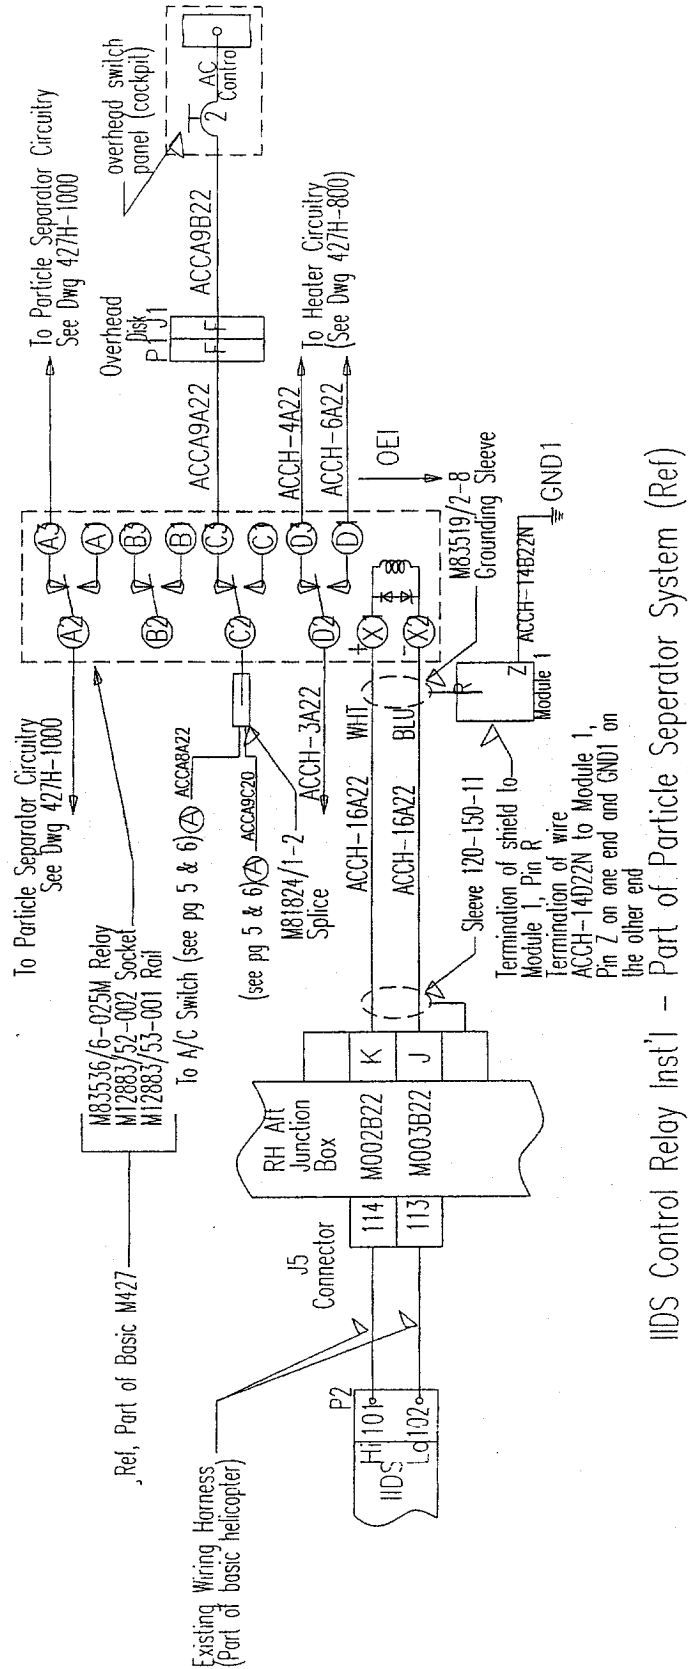 To Particle Separator Circuitry
See Dwg 427H-1000
To Particle Separator Circuitry
See Dwg 427H-1000
M83536/6-025M Relay
M12883/52-002 Socket
M12883/53-001 Rail
Ref, Part of Basic M427
To A/C Switch (see pg 5 & 6) A ACCA8A22
(see pg 5 & 6) A ACCA9C20
M81824/1-2
Splice
ACCH-3A22
A2
A3
A1
B2
B3
B1
C2
C3
C1
D2
D3
D1
+ X1
- X2
ACCA9A22
Overhead
Disk
P1 J1
F F
ACCA9B22
overhead switch
panel (cockpit)
2
AC
Control
ACCH-4A22
ACCH-6A22
To Heater Circuitry
(See Dwg 427H-800)
OEI
ACCH-16A22 WHT
ACCH-16A22 BLU
M83519/2-8
Grounding Sleeve
R
Z
Module 1
ACCH-14B22N
GND1
Sleeve 120-150-11
Termination of shield to
Module 1, Pin R
Termination of wire
ACCH-14D22N to Module 1,
Pin Z on one end and GND1 on
the other end
RH Aft
Junction
Box
K
J
M002B22
M003B22
114
113
J5
Connector
Existing Wiring Harness
(Part of basic helicopter)
P2
Hi 101
Lo 102
IIDS
IIDS Control Relay Inst'l - Part of Particle Seperator System (Ref)